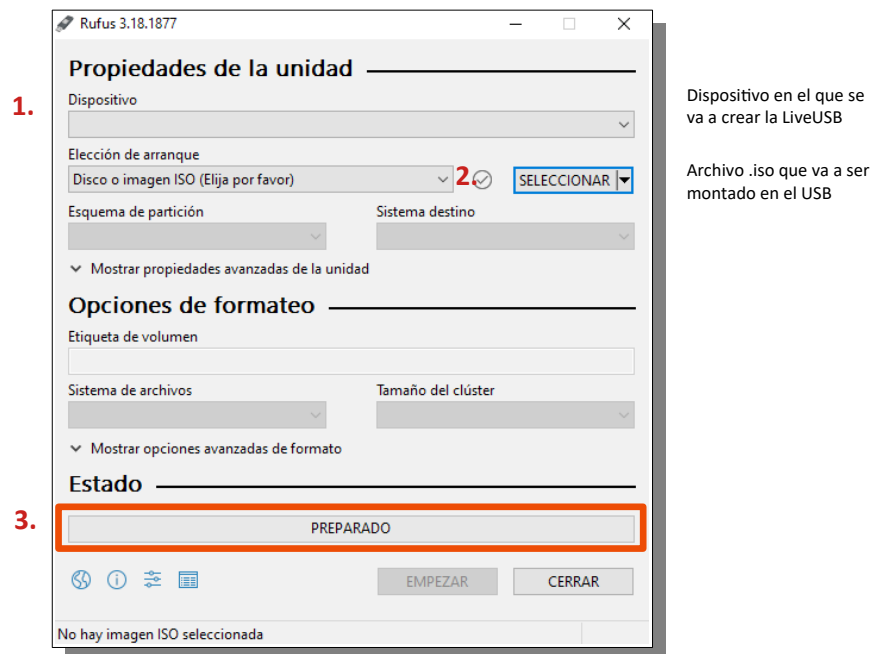 Rufus 3.18.1877
Propiedades de la unidad
1.
Dispositivo
Dispositivo en el que se
va a crear la LiveUSB
Elección de arranque
Disco o imagen ISO (Elija por favor)
2.
SELECCIONAR
Archivo .iso que va a ser
montado en el USB
Esquema de partición
Sistema destino
Mostrar propiedades avanzadas de la unidad
Opciones de formateo
Etiqueta de volumen
Sistema de archivos
Tamaño del clúster
Mostrar opciones avanzadas de formato
Estado
3.
PREPARADO
EMPEZAR
CERRAR
No hay imagen ISO seleccionada